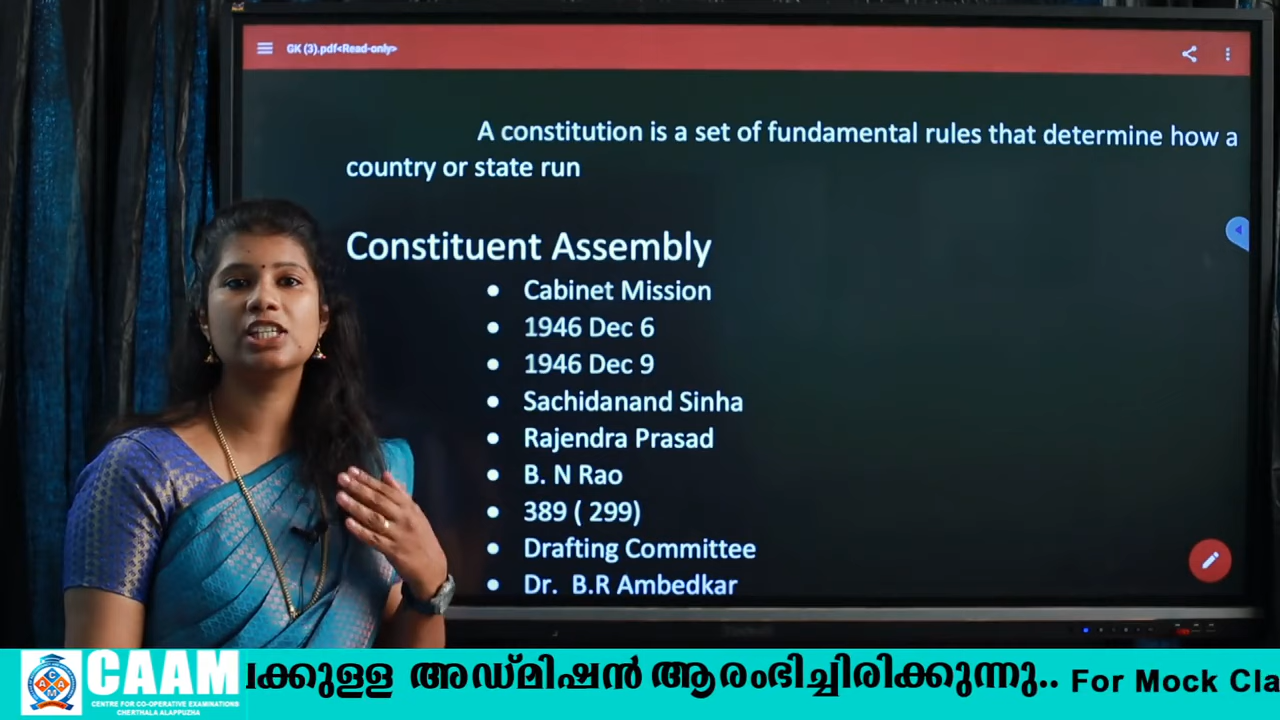 GK (3).pdf<Read-only>
A constitution is a set of fundamental rules that determine how a
country or state run
Constituent Assembly
• Cabinet Mission
• 1946 Dec 6
• 1946 Dec 9
• Sachidanand Sinha
• Rajendra Prasad
• B. N Rao
• 389 ( 299)
• Drafting Committee
• Dr. B.R Ambedkar
CAAM
CENTRE FOR CO-OPERATIVE EXAMINATIONS
CHERTHALA ALAPPUZHA
ക്കുള്ള അഡ്മിഷൻ ആരംഭിച്ചിരിക്കുന്നു.. For Mock Cla